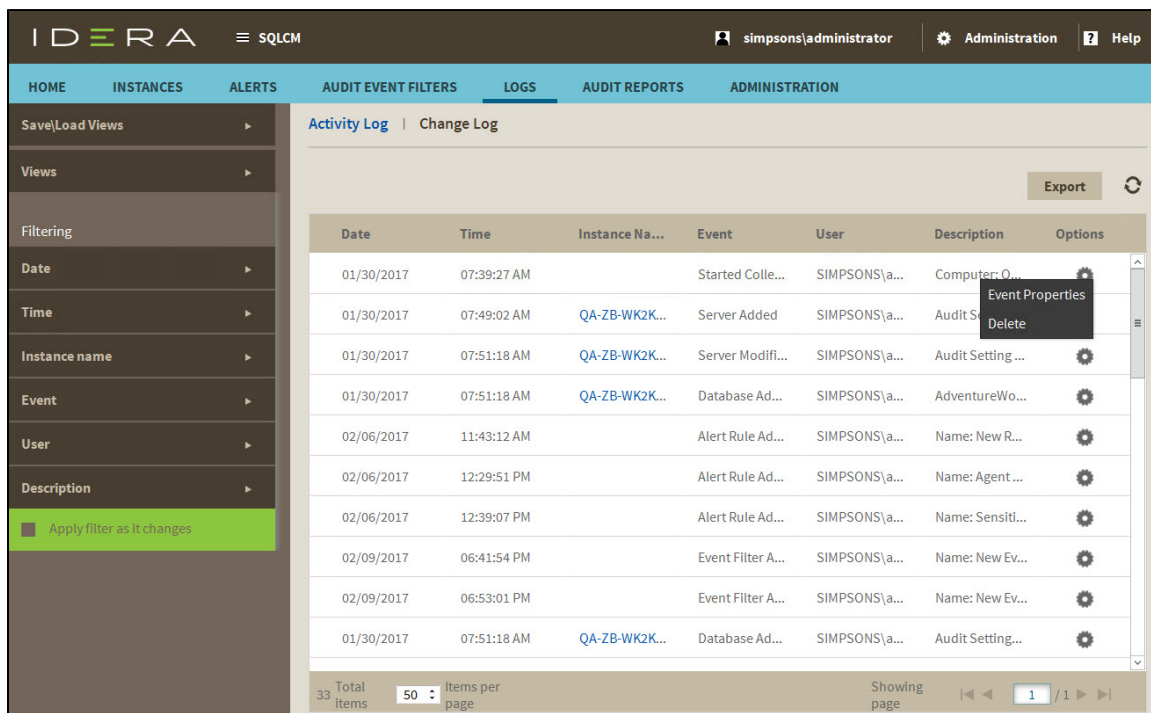 IDERA SQLCM simpsons\administrator Administration ? Help
HOME INSTANCES ALERTS AUDIT EVENT FILTERS LOGS AUDIT REPORTS ADMINISTRATION
Save\Load Views
Views
Filtering
Date
Time
Instance name
Event
User
Description
Apply filter as it changes
Activity Log | Change Log
Export
Date Time Instance Na... Event User Description Options
01/30/2017 07:39:27 AM Started Colle... SIMPSONS\a... Computer: Q...
01/30/2017 07:49:02 AM QA-ZB-WK2K... Server Added SIMPSONS\a... Audit Se
Event Properties
Delete
01/30/2017 07:51:18 AM QA-ZB-WK2K... Server Modifi... SIMPSONS\a... Audit Setting ...
01/30/2017 07:51:18 AM QA-ZB-WK2K... Database Ad... SIMPSONS\a... AdventureWo...
02/06/2017 11:43:12 AM Alert Rule Ad... SIMPSONS\a... Name: New R...
02/06/2017 12:29:51 PM Alert Rule Ad... SIMPSONS\a... Name: Agent ...
02/06/2017 12:39:07 PM Alert Rule Ad... SIMPSONS\a... Name: Sensiti...
02/09/2017 06:41:54 PM Event Filter A... SIMPSONS\a... Name: New Ev...
02/09/2017 06:53:01 PM Event Filter A... SIMPSONS\a... Name: New Ev...
01/30/2017 07:51:18 AM QA-ZB-WK2K... Database Ad... SIMPSONS\a... Audit Setting...
33 Total items 50 Items per page Showing page 1 / 1